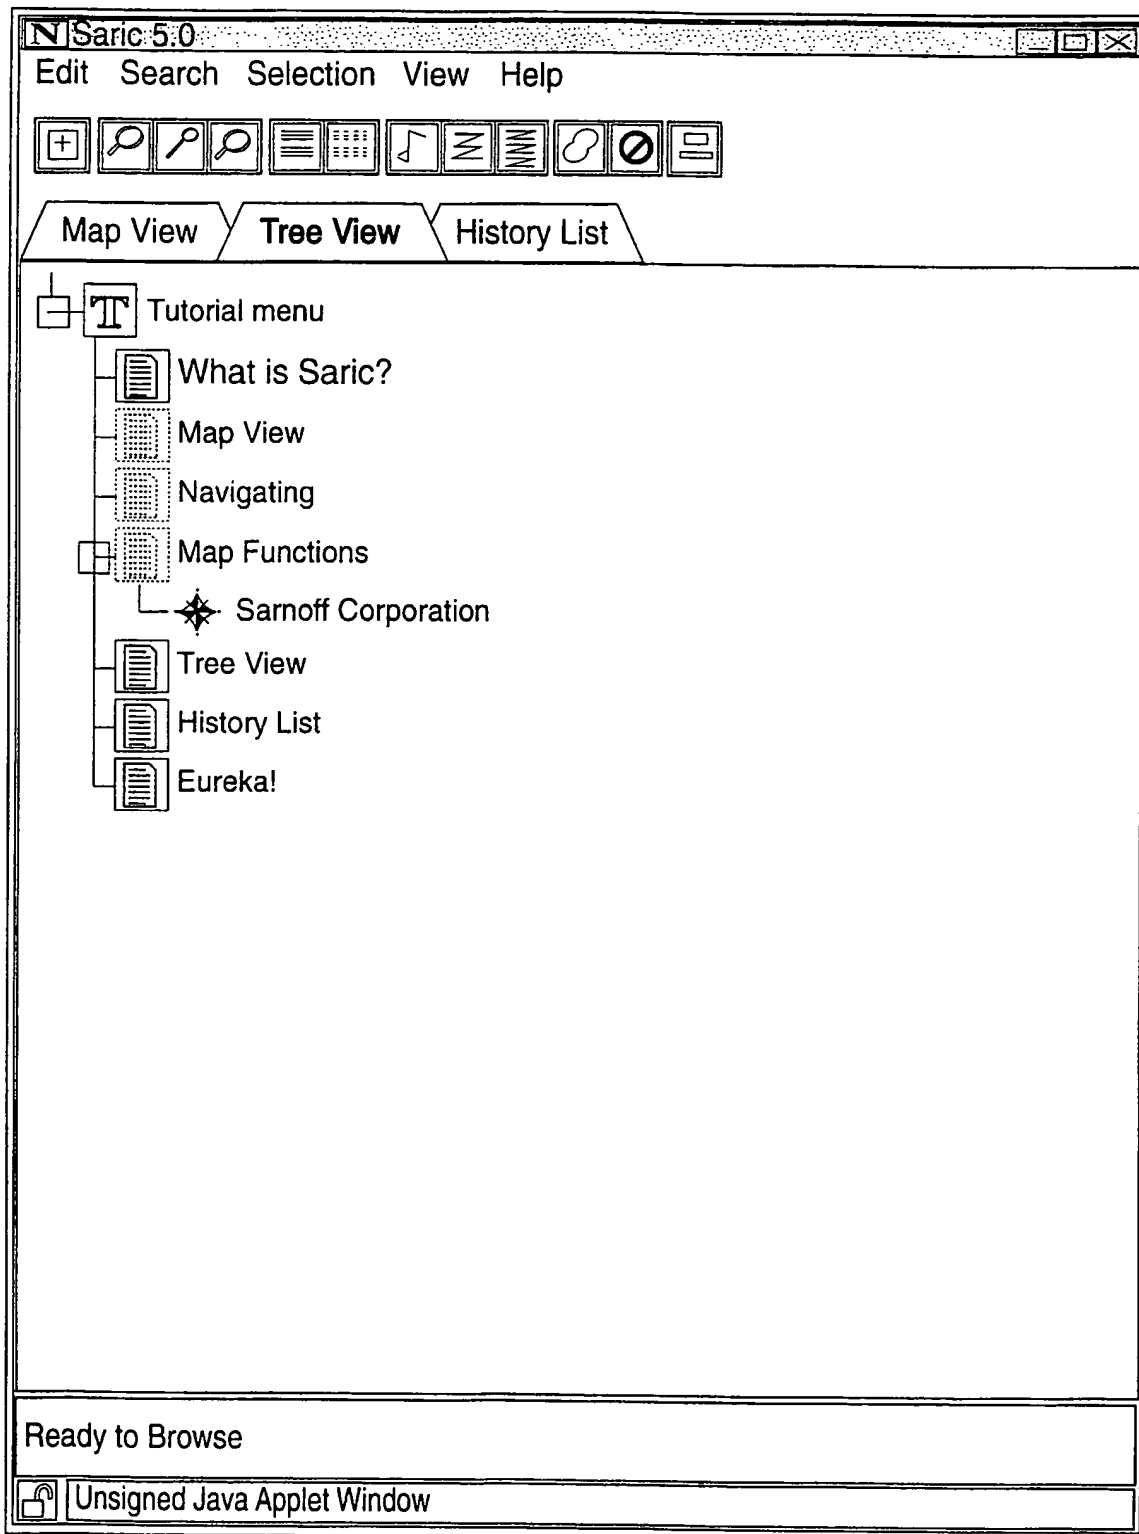 N Saric 5.0
Edit Search Selection View Help
Map View Tree View History List
T Tutorial menu
What is Saric?
Map View
Navigating
Map Functions
Sarnoff Corporation
Tree View
History List
Eureka!
Ready to Browse
Unsigned Java Applet Window